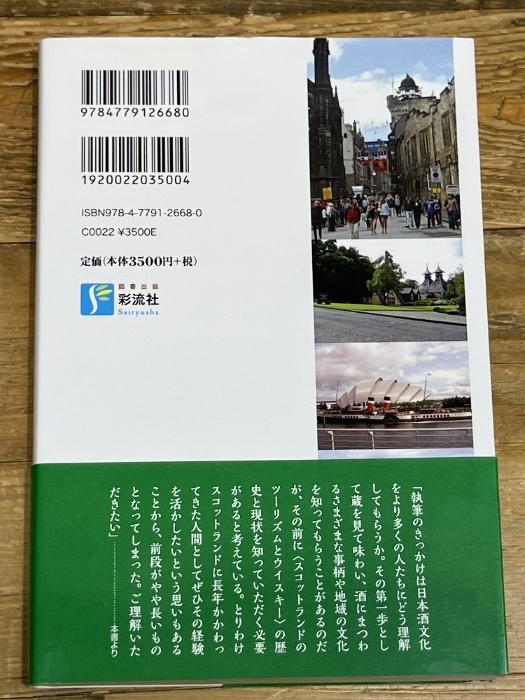 9784779126680
1920022035004
ISBN978-4-7791-2668-0
C0022 ¥3500E
定価(本体3500円+税)
図書出版
彩流社
Sairyusha
「執筆のきっかけは日本酒文化
をより多くの人たちにどう理解
してもらうか。その第一歩とし
て蔵を見て味わい、酒にまつわ
るさまざまな事柄や地域の文化
を知ってもらうことがあるのだ
が、その前に〈スコットランドの
ツーリズムとウイスキー〉の歴
史と現状を知っていただく必要
があると考えている。とりわけ
スコットランドに長年かかわっ
てきた人間としてぜひその経験
を活かしたいという思いもある
ことから、前段がやや長いもの
となってしまった。ご理解いた
だきたい」…………本書より